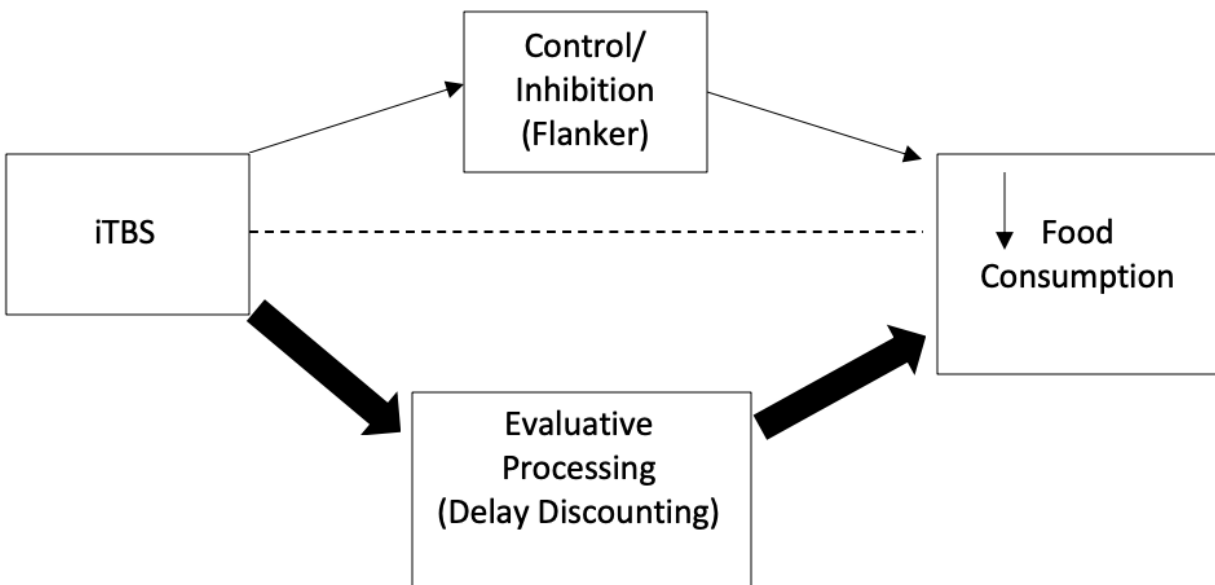 Control/
Inhibition
(Flanker)
iTBS
Food
Consumption
Evaluative
Processing
(Delay Discounting)